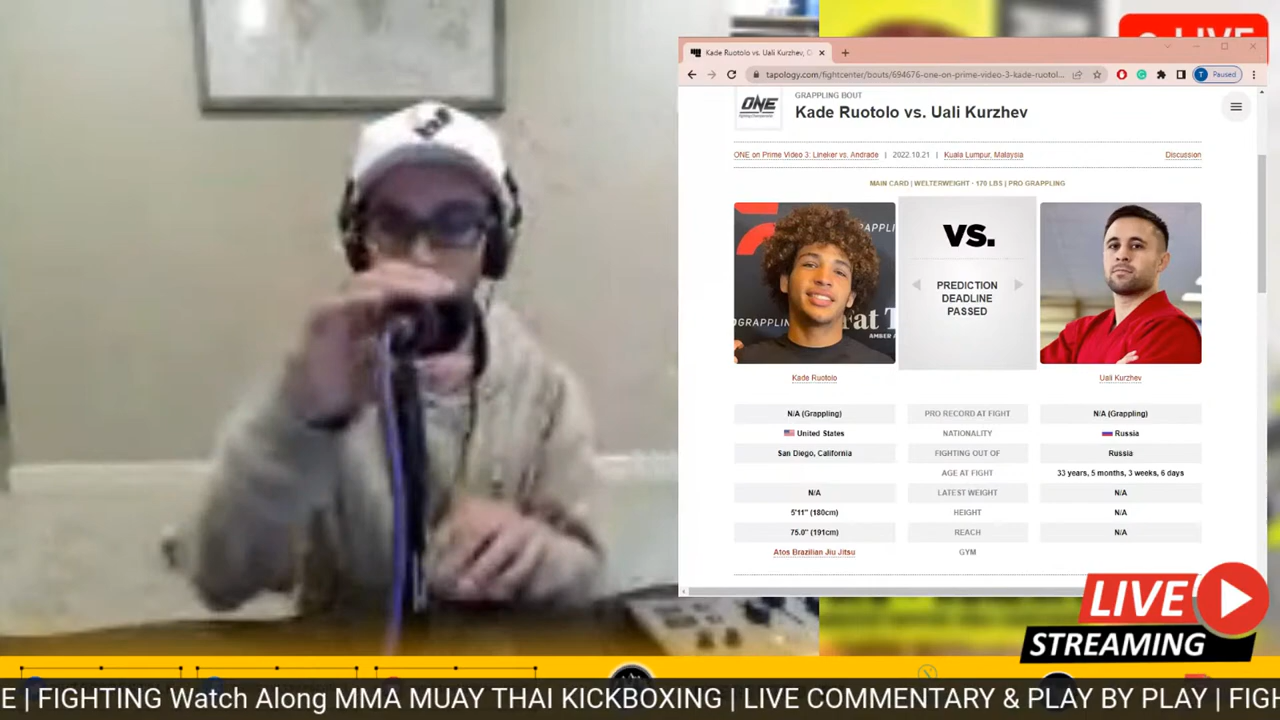 LIVE
Kade Ruotolo vs. Uali Kurzhev, O
tapology.com/fightcenter/bouts/694676-one-on-prime-video-3-kade-ruotol...
T Paused
ONE
GRAPPLING BOUT
Kade Ruotolo vs. Uali Kurzhev
ONE on Prime Video 3: Lineker vs. Andrade | 2022.10.21 | Kuala Lumpur, Malaysia
Discussion
MAIN CARD | WELTERWEIGHT · 170 LBS | PRO GRAPPLING
VS.
PREDICTION
DEADLINE
PASSED
Kade Ruotolo
Uali Kurzhev
N/A (Grappling) PRO RECORD AT FIGHT N/A (Grappling)
United States NATIONALITY Russia
San Diego, California FIGHTING OUT OF Russia
AGE AT FIGHT 33 years, 5 months, 3 weeks, 6 days
N/A LATEST WEIGHT N/A
5'11" (180cm) HEIGHT N/A
75.0" (191cm) REACH N/A
Atos Brazilian Jiu Jitsu GYM
LIVE
STREAMING
E | FIGHTING Watch Along MMA MUAY THAI KICKBOXING | LIVE COMMENTARY & PLAY BY PLAY | FIGH